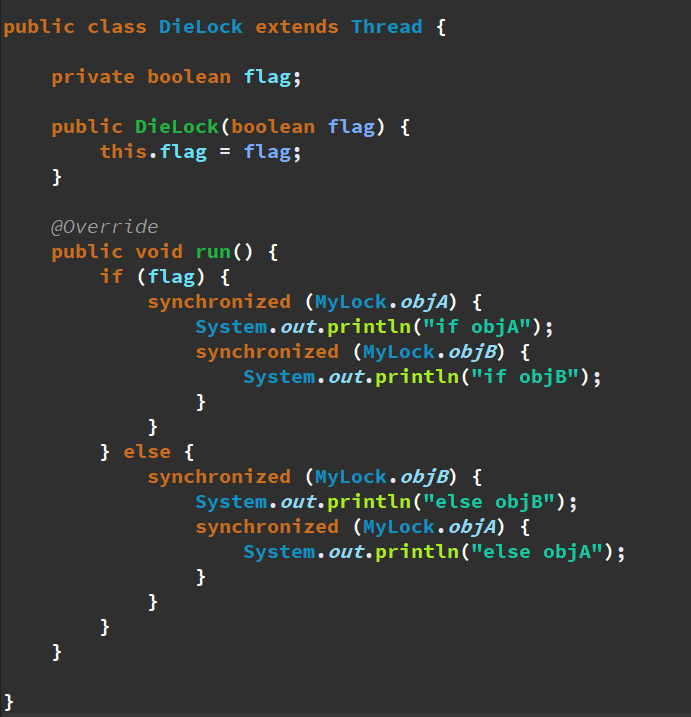 public class DieLock extends Thread {
private boolean flag;
public DieLock(boolean flag) {
this.flag = flag;
}
@Override
public void run() {
if (flag) {
synchronized (MyLock.objA) {
System.out.println("if objA");
synchronized (MyLock.objB) {
System.out.println("if objB");
}
}
} else {
synchronized (MyLock.objB) {
System.out.println("else objB");
synchronized (MyLock.objA) {
System.out.println("else objA");
}
}
}
}
}